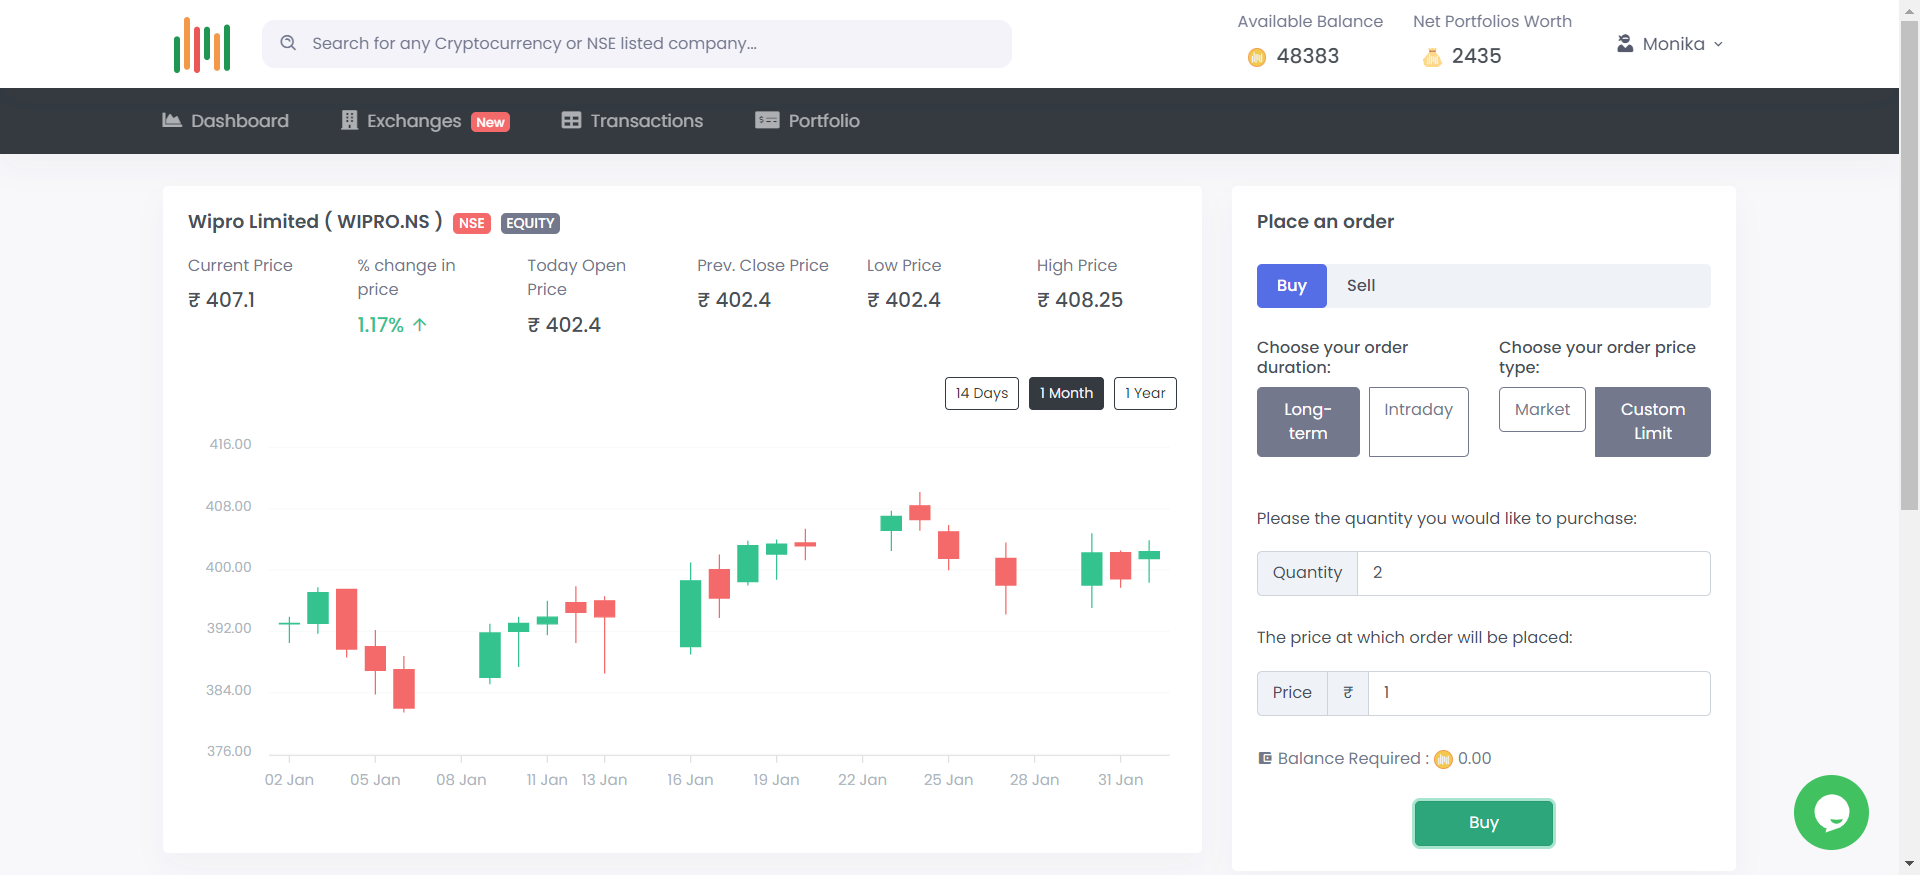 Search for any Cryptocurrency or NSE listed company...
Available Balance
48383
Net Portfolios Worth
2435
Monika
Dashboard
Exchanges New
Transactions
Portfolio
Wipro Limited ( WIPRO.NS ) NSE EQUITY
Current Price
₹ 407.1
% change in
price
1.17% ↑
Today Open
Price
₹ 402.4
Prev. Close Price
₹ 402.4
Low Price
₹ 402.4
High Price
₹ 408.25
14 Days
1 Month
1 Year
416.00
408.00
400.00
392.00
384.00
376.00
02 Jan
05 Jan
08 Jan
11 Jan
13 Jan
16 Jan
19 Jan
22 Jan
25 Jan
28 Jan
31 Jan
Place an order
Buy
Sell
Choose your order
duration:
Long-
term
Intraday
Choose your order price
type:
Market
Custom
Limit
Please the quantity you would like to purchase:
Quantity 2
The price at which order will be placed:
Price ₹ 1
Balance Required : 0.00
Buy